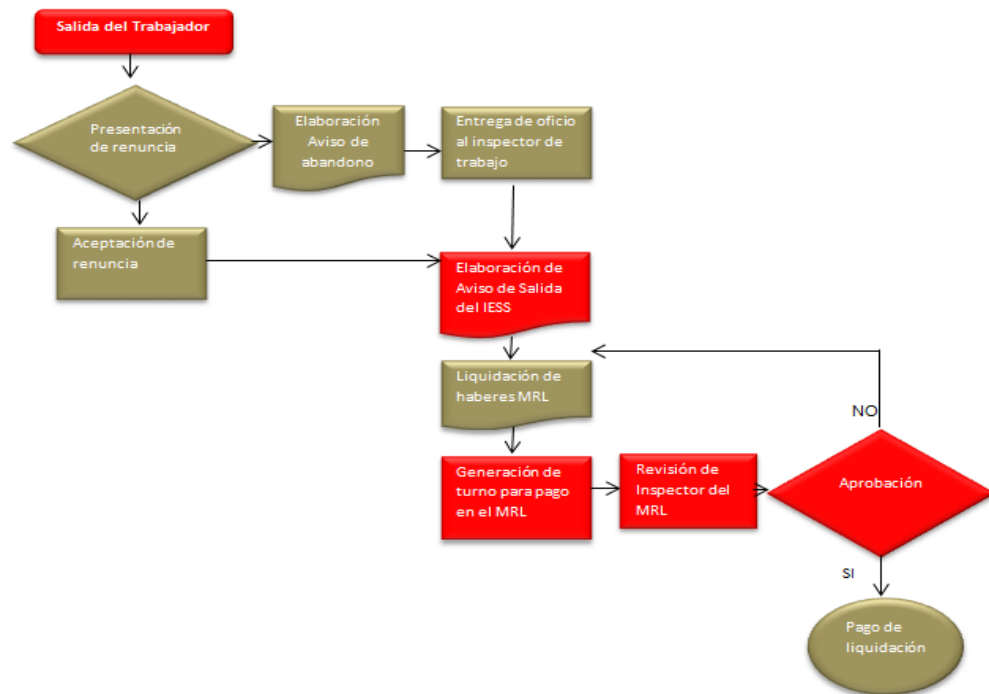 Salida del Trabajador
Presentación
de renuncia
Elaboración
Aviso de
abandono
Entrega de oficio
al inspector de
trabajo
Aceptación de
renuncia
Elaboración de
Aviso de Salida
del IESS
Liquidación de
haberes MRL
NO
Generación de
turno para pago
en el MRL
Revisión de
Inspector del
MRL
Aprobación
SI
Pago de
liquidación